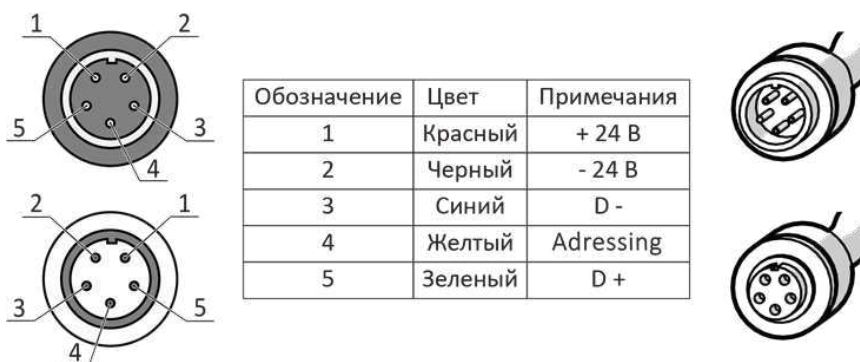 1 2
5 3
4
2 1
3 5
4
Обозначение Цвет Примечания
1 Красный + 24 В
2 Черный - 24 В
3 Синий D -
4 Желтый Adressing
5 Зеленый D +